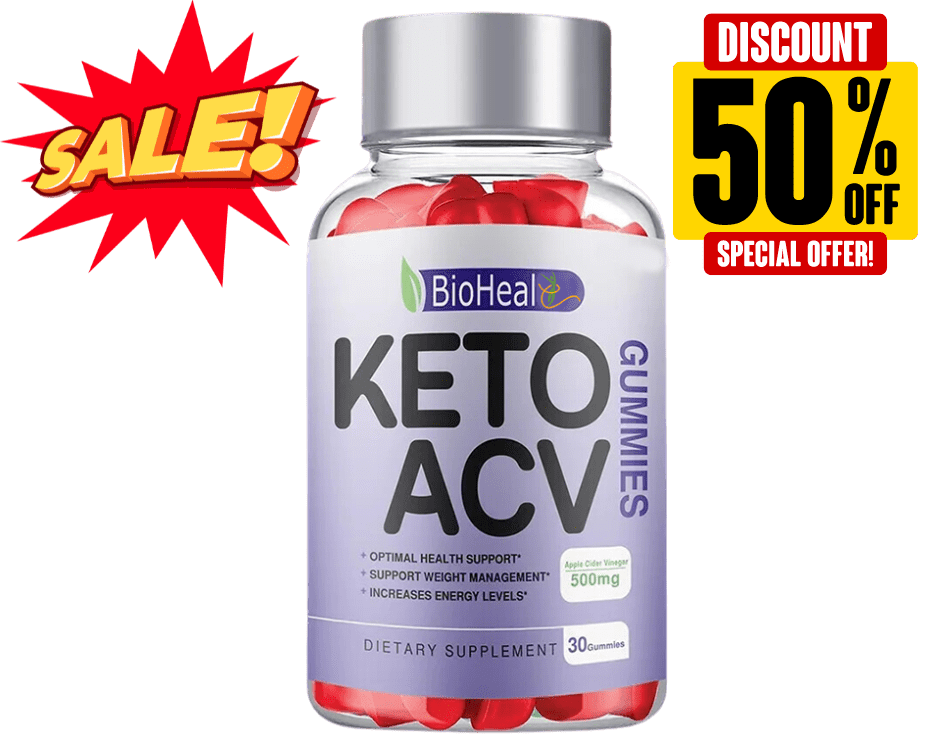 SALE!
DISCOUNT
50%
OFF
SPECIAL OFFER!
BioHeal
KETO
ACV
GUMMIES
+ OPTIMAL HEALTH SUPPORT*
+ SUPPORT WEIGHT MANAGEMENT*
+ INCREASES ENERGY LEVELS*
Apple Cider Vinegar
500mg
DIETARY SUPPLEMENT
30Gummies